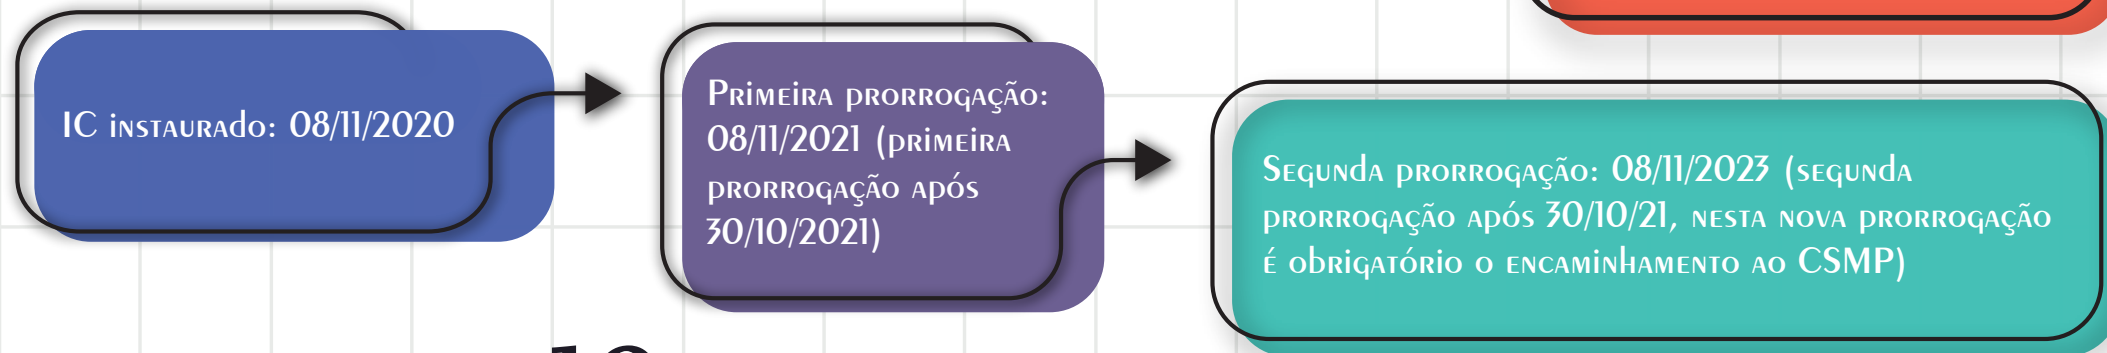 IC instaurado: 08/11/2020
Primeira prorrogação:
08/11/2021 (primeira
prorrogação após
30/10/2021)
Segunda prorrogação: 08/11/2023 (segunda
prorrogação após 30/10/21, nesta nova prorrogação
é obrigatório o encaminhamento ao CSMP)